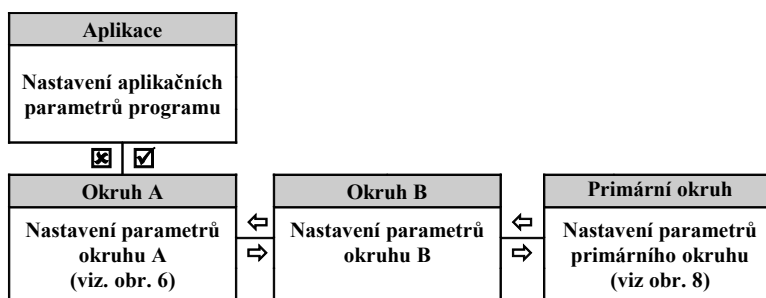 Aplikace
Nastavení aplikačních
parametrů programu
Okruh A
Nastavení parametrů
okruhu A
(viz. obr. 6)
Okruh B
Nastavení parametrů
okruhu B
Primární okruh
Nastavení parametrů
primárního okruhu
(viz obr. 8)